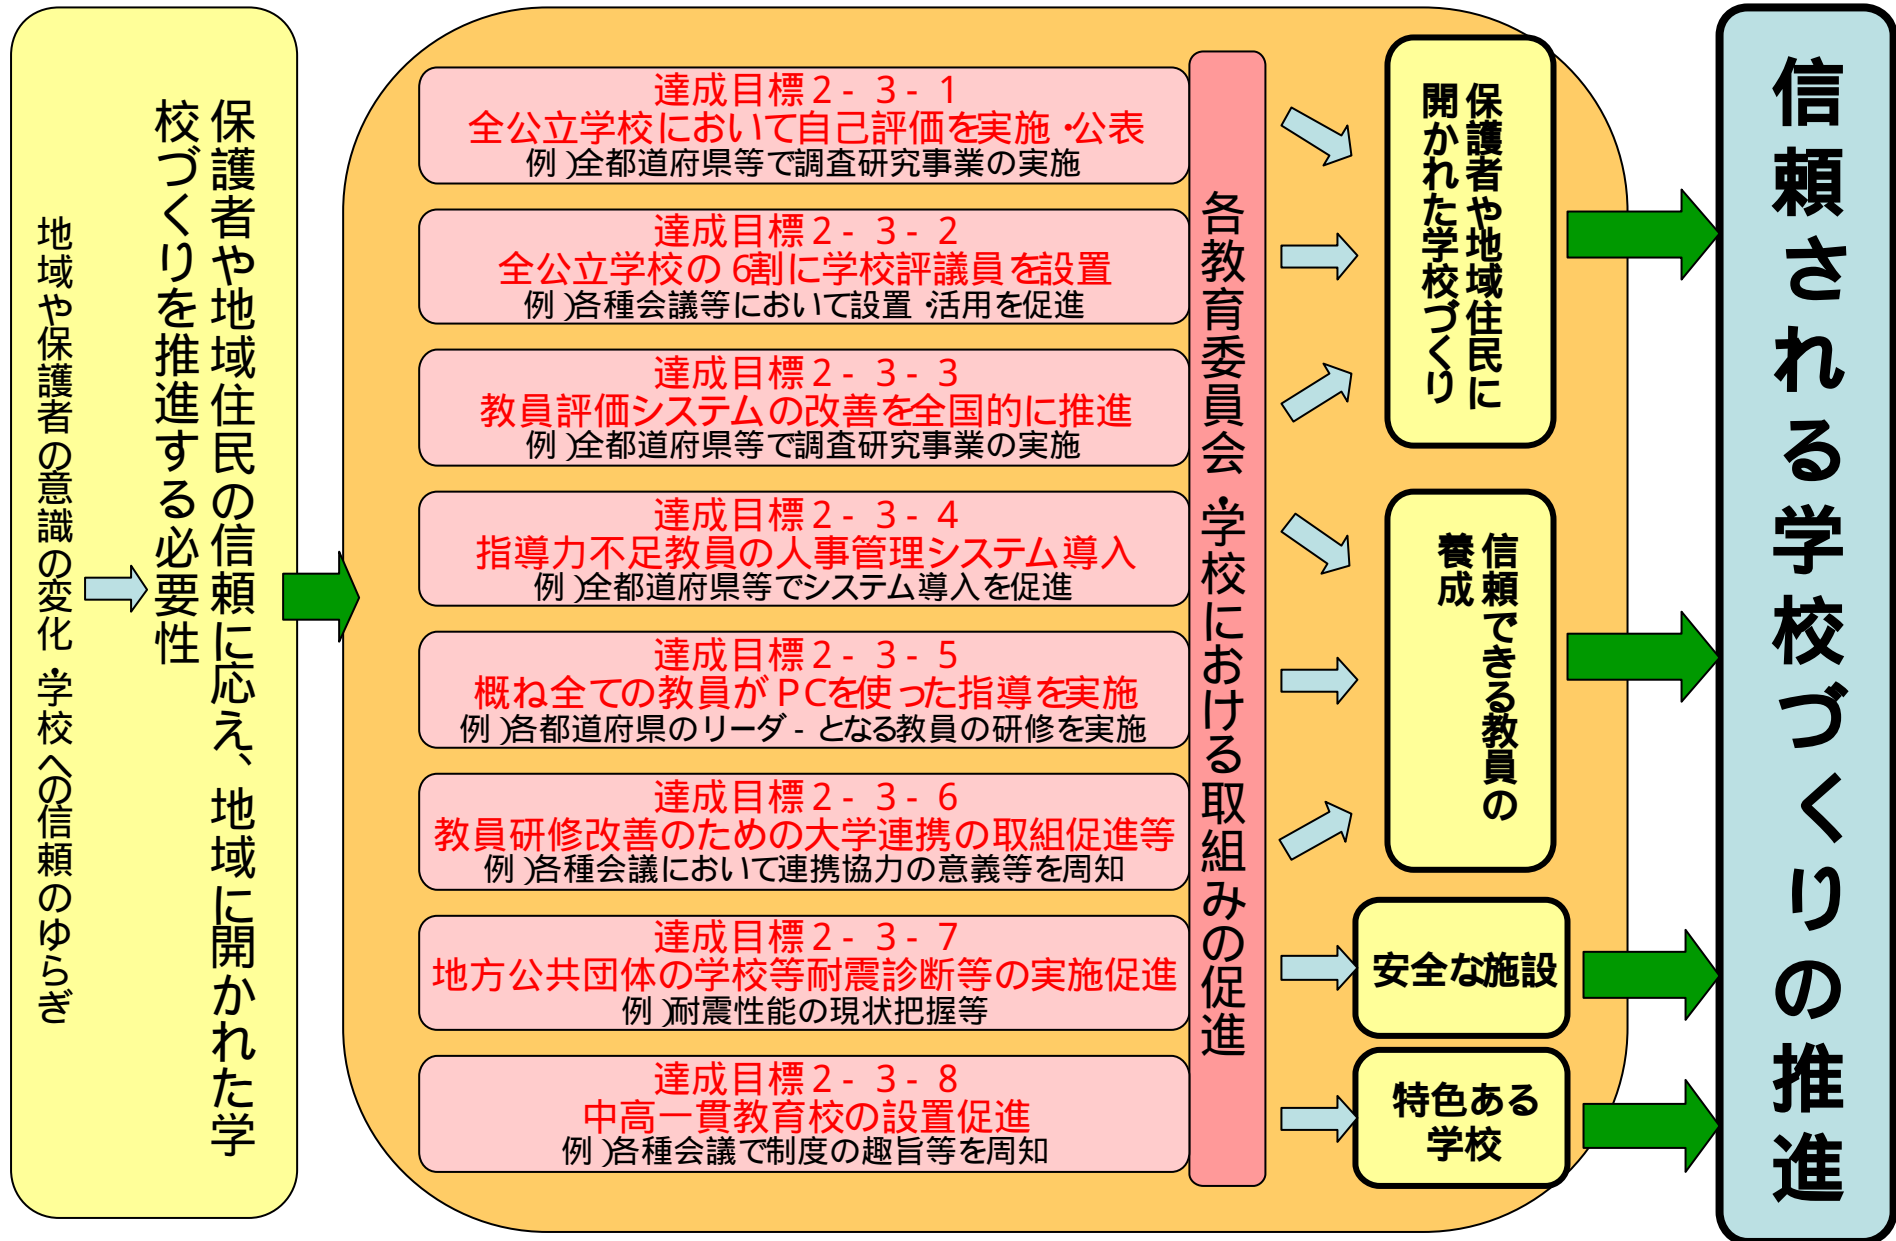 地域や保護者の意識の変化・学校への信頼のゆらぎ
保護者や地域住民の信頼に応え、地域に開かれた学
校づくりを推進する必要性
達成目標2-3-1
全公立学校において自己評価を実施・公表
例)全都道府県等で調査研究事業の実施
達成目標2-3-2
全公立学校の6割に学校評議員を設置
例)各種会議等において設置・活用を促進
達成目標2-3-3
教員評価システムの改善を全国的に推進
例)全都道府県等で調査研究事業の実施
達成目標2-3-4
指導力不足教員の人事管理システム導入
例)全都道府県等でシステム導入を促進
達成目標2-3-5
概ね全ての教員がPCを使った指導を実施
例)各都道府県のリーダ-となる教員の研修を実施
達成目標2-3-6
教員研修改善のための大学連携の取組促進等
例)各種会議において連携協力の意義等を周知
達成目標2-3-7
地方公共団体の学校等耐震診断等の実施促進
例)耐震性能の現状把握等
達成目標2-3-8
中高一貫教育校の設置促進
例)各種会議で制度の趣旨等を周知
各教育委員会・学校における取組みの促進
保護者や地域住民に
開かれた学校づくり
信頼できる教員の
養成
安全な施設
特色ある
学校
信頼される学校づくりの推進